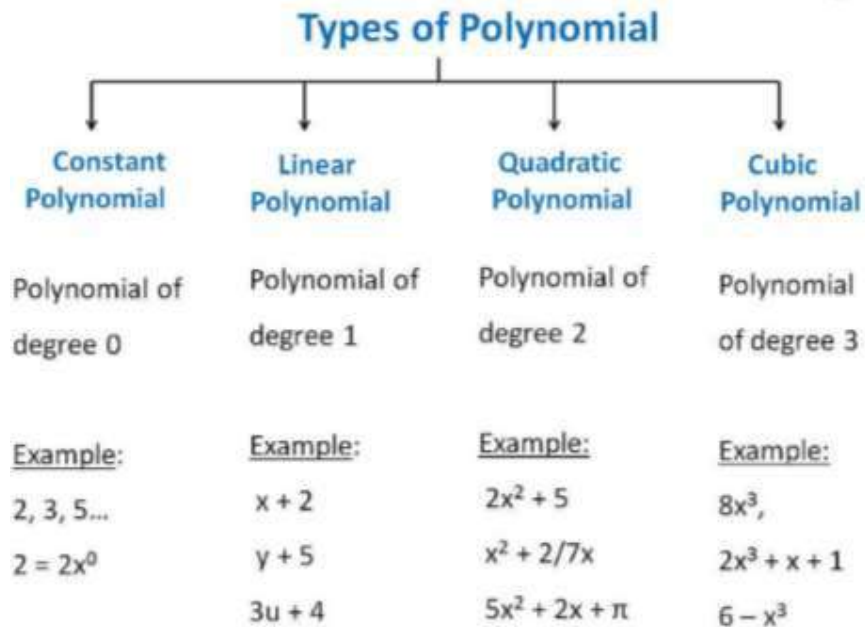 Types of Polynomial
Constant
Polynomial
Polynomial of
degree 0
Example:
2, 3, 5...
2 = 2x⁰
Linear
Polynomial
Polynomial of
degree 1
Example:
x + 2
y + 5
3u + 4
Quadratic
Polynomial
Polynomial of
degree 2
Example:
2x² + 5
x² + 2/7x
5x² + 2x + π
Cubic
Polynomial
Polynomial
of degree 3
Example:
8x³,
2x³ + x + 1
6 – x³